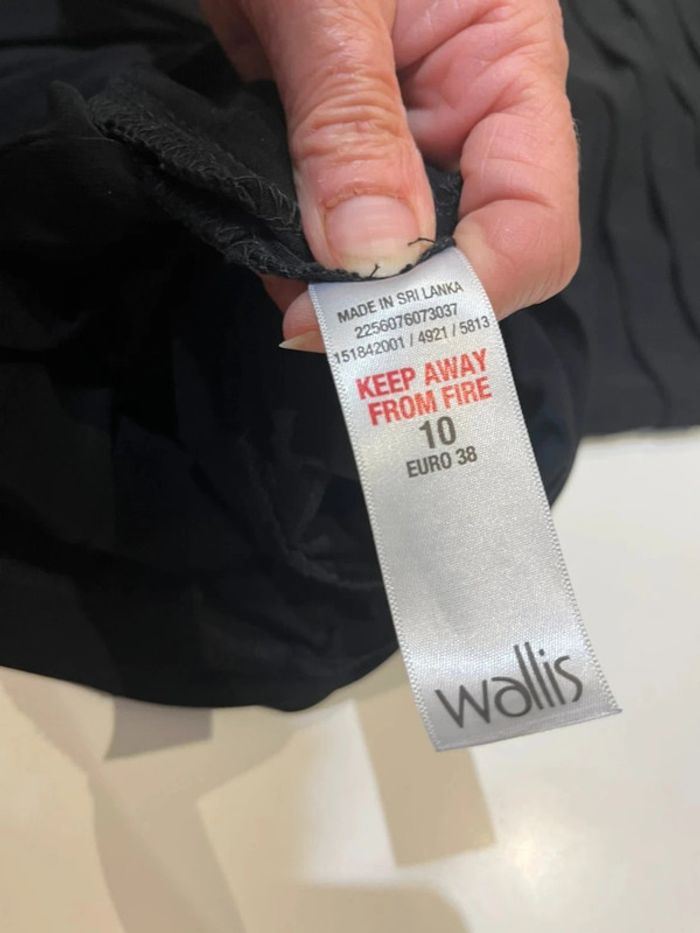 MADE IN SRI LANKA
2256076073037
151842001 / 4921 / 5813
KEEP AWAY
FROM FIRE
10
EURO 38
wallis